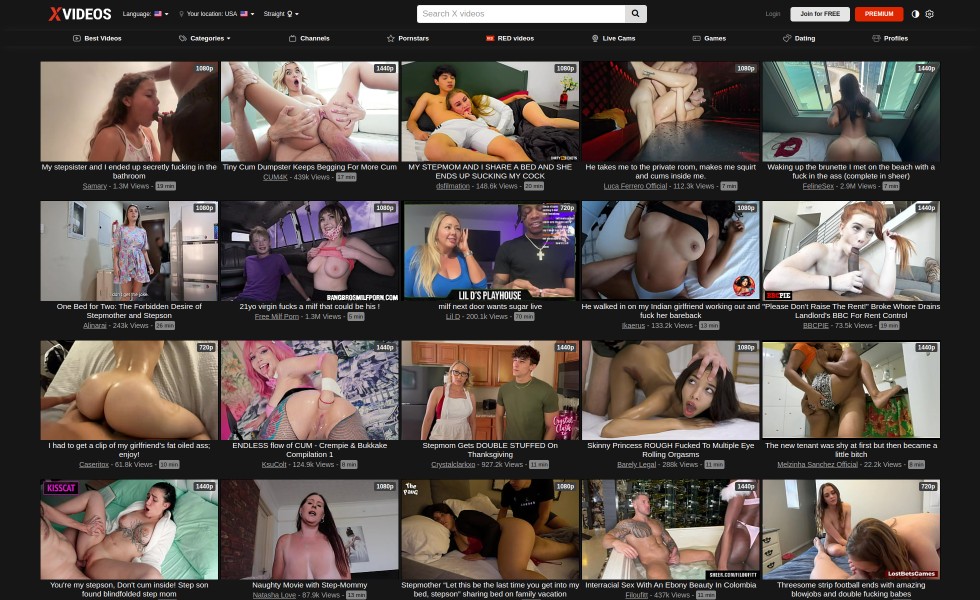 XVIDEOS
Language:
Your location: USA
Straight
Search X videos
Login
Join for FREE
PREMIUM
Best Videos
Categories
Channels
Pornstars
RED videos
Live Cams
Games
Dating
Profiles
1080p
1440p
1080p
1080p
1440p
My stepsister and I ended up secretly fucking in the
bathroom
Samary - 1.3M Views - 19 min
Tiny Cum Dumpster Keeps Begging For More Cum
CUM4K - 439k Views - 17 min
MY STEPMOM AND I SHARE A BED AND SHE
ENDS UP SUCKING MY COCK
dsfilmation - 148.6k Views - 20 min
He takes me to the private room, makes me squirt
and cums inside me.
Luca Ferrero Official - 112.3k Views - 7 min
Waking up the brunette I met on the beach with a
fuck in the ass (complete in sheer)
FelineSex - 2.9M Views - 7 min
1080p
1080p
BANGBROSMILFPORN.COM
720p
LIL D'S PLAYHOUSE
1080p
1440p
BBCPIE
One Bed for Two: The Forbidden Desire of
Stepmother and Stepson
Alinarai - 243k Views - 26 min
21yo virgin fucks a milf that could be his !
Free Milf Porn - 1.3M Views - 5 min
milf next door wants sugar live
Lil D - 200.1k Views - 70 min
He walked in on my Indian girlfriend working out and
fuck her bareback
Ikaerus - 133.2k Views - 13 min
"Please Don't Raise The Rent!" Broke Whore Drains
Landlord's BBC For Rent Control
BBCPIE - 73.5k Views - 19 min
720p
1440p
1440p
1080p
1440p
I had to get a clip of my girlfriend's fat oiled ass;
enjoy!
Caseritox - 61.8k Views - 10 min
ENDLESS flow of CUM - Crempie & Bukkake
Compilation 1
KsuColt - 124.9k Views - 8 min
Stepmom Gets DOUBLE STUFFED On
Thanksgiving
Crystalclarkxio - 927.2k Views - 11 min
Skinny Princess ROUGH Fucked To Multiple Eye
Rolling Orgasms
Barely Legal - 288k Views - 11 min
The new tenant was shy at first but then became a
little bitch
Melzinha Sanchez Official - 22.2k Views - 8 min
KISSCAT
1440p
1080p
The Pang
1440p
SHEER.COM/FILOUFITT
720p
LostBetsGames
You're my stepson, Don't cum inside! Step son
found blindfolded step mom
Naughty Movie with Step-Mommy
Natasha Love - 87.9k Views - 13 min
Stepmother "Let this be the last time you get into my
bed, stepson" sharing bed on family vacation
Interracial Sex With An Ebony Beauty In Colombia
Filoufitt - 437k Views - 11 min
Threesome strip football ends with amazing
blowjobs and double fucking babes